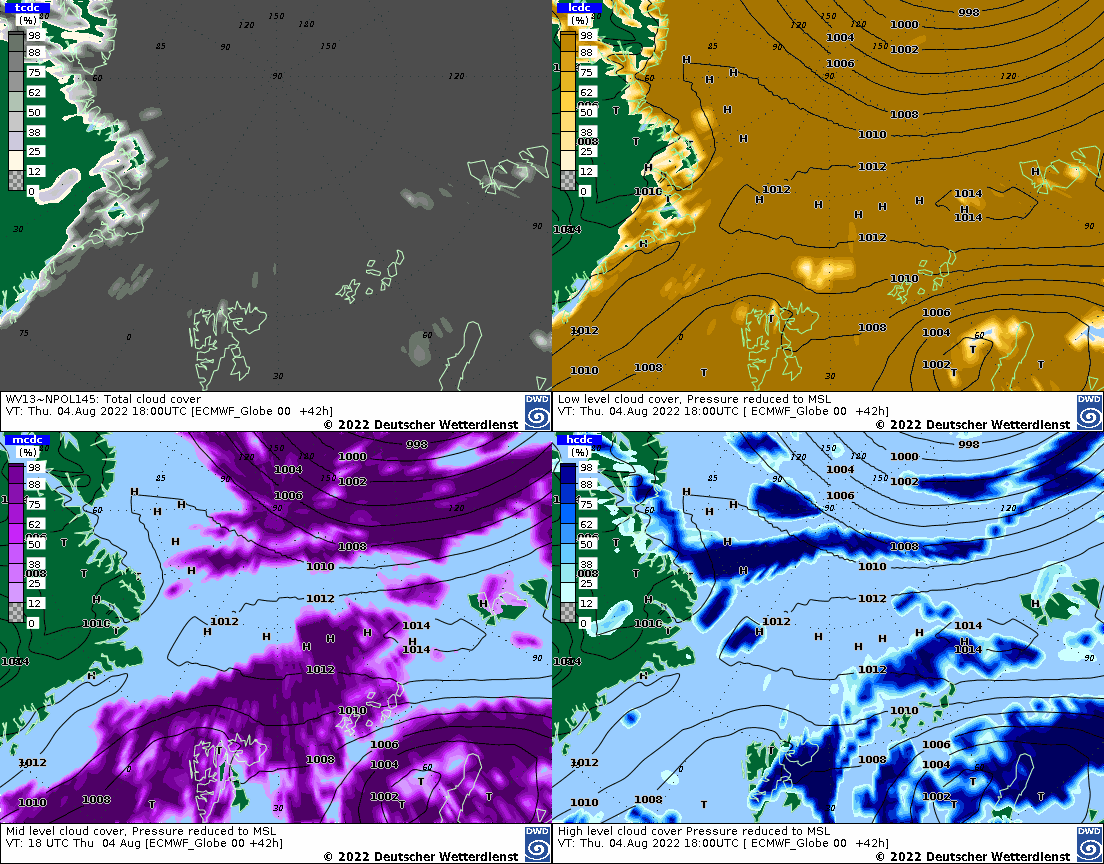 tcdc
(%)
98
88
75
62
50
38
25
12
0
150
120
180
85
90
150
60
90
120
30
90
75
0
60
30
WV13~NPOL145: Total cloud cover
VT: Thu. 04.Aug 2022 18:00UTC [ECMWF_Globe 00 +42h]
© 2022 Deutscher Wetterdienst
DWD
lcdc
(%)
98
88
75
62
50
38
25
12
0
998
150
120
1000
1004
85
150
1002
H
1006
H
H
60
90
120
T
H
1008
1010
T
H
008
H
1012
H
1016
1012
H
T
H
H
H
H
H
1014
H
1014
90
1012
H
1010
1006
T
1008
1004
60
1012
0
T
1002
T
T
1010
1008
T
30
Low level cloud cover, Pressure reduced to MSL
VT: Thu. 04.Aug 2022 18:00UTC [ ECMWF_Globe 00 +42h]
© 2022 Deutscher Wetterdienst
DWD
mcdc
(%)
98
88
75
62
50
38
25
12
0
998
150
120
180
1000
1004
85
1002
H
1006
H
H
60
90
120
T
H
1008
1010
T
H
008
H
1012
H
1016
1012
T
H
H
H
H
H
1014
H
1014
90
1012
H
1010
1006
T
1008
1004
60
1012
0
T
1002
T
T
1010
1008
T
30
Mid level cloud cover, Pressure reduced to MSL
VT: 18 UTC Thu 04 Aug [ECMWF_Globe 00 +42h]
© 2022 Deutscher Wetterdienst
DWD
hcdc
(%)
98
88
75
62
50
38
25
12
0
998
150
120
1000
1004
85
150
1002
H
1006
H
H
60
90
120
T
H
1008
1010
T
H
008
H
1012
H
1016
1012
T
H
H
H
H
H
1014
H
1014
90
1012
H
1010
1006
T
1008
1004
60
1012
0
T
1002
T
T
1010
1008
T
30
High level cloud cover Pressure reduced to MSL
VT: Thu. 04.Aug 2022 18:00UTC [ ECMWF_Globe 00 +42h]
© 2022 Deutscher Wetterdienst
DWD